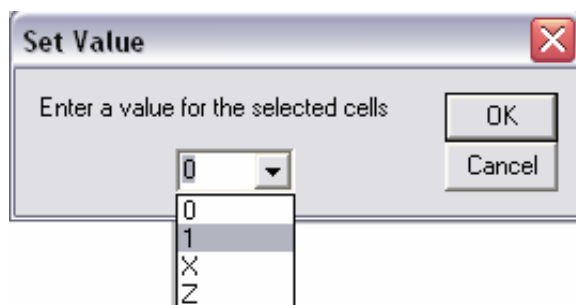 Set Value
Enter a value for the selected cells
OK
0
Cancel
0
1
X
Z